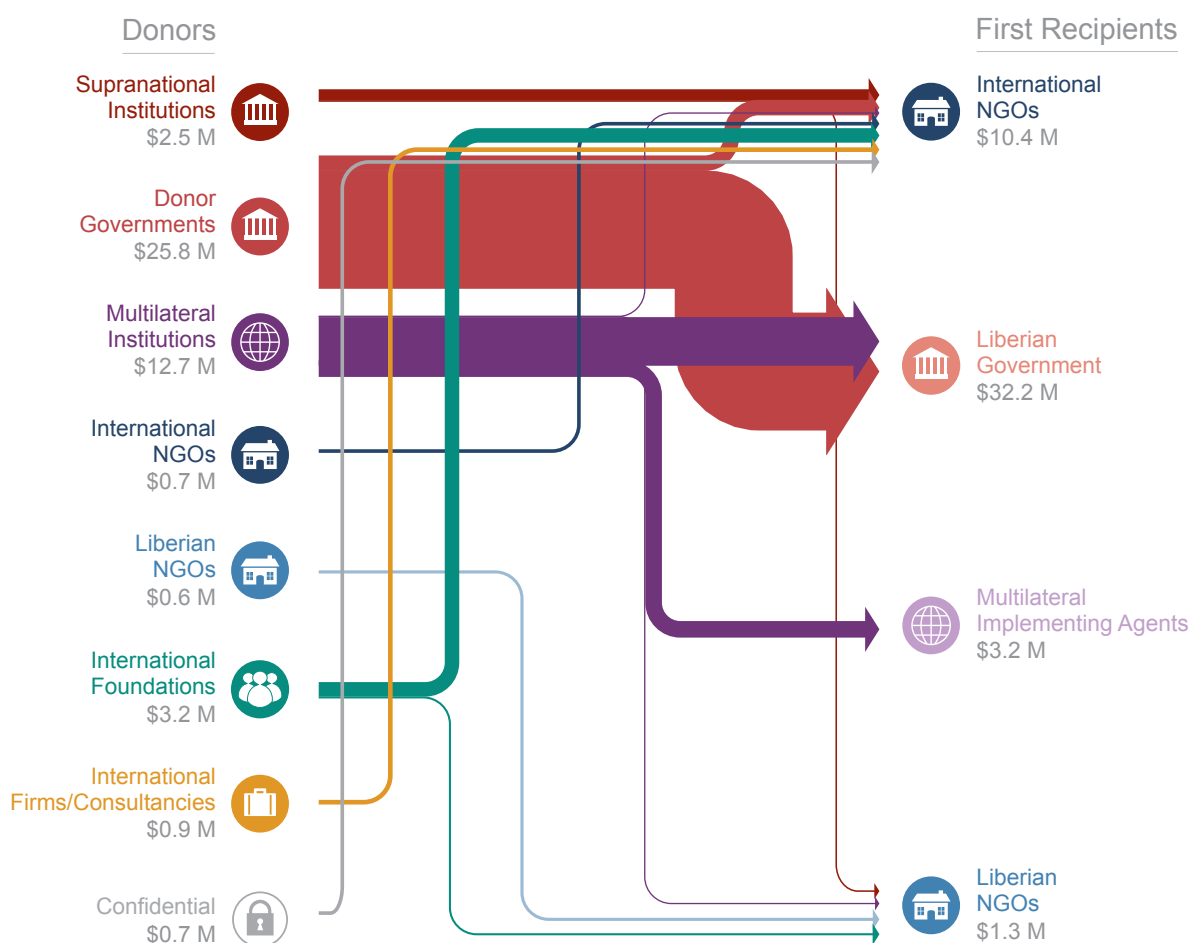 Donors
First Recipients
Supranational
Institutions
$2.5 M
Donor
Governments
$25.8 M
Multilateral
Institutions
$12.7 M
International
NGOs
$0.7 M
Liberian
NGOs
$0.6 M
International
Foundations
$3.2 M
International
Firms/Consultancies
$0.9 M
Confidential
$0.7 M
International
NGOs
$10.4 M
Liberian
Government
$32.2 M
Multilateral
Implementing Agents
$3.2 M
Liberian
NGOs
$1.3 M